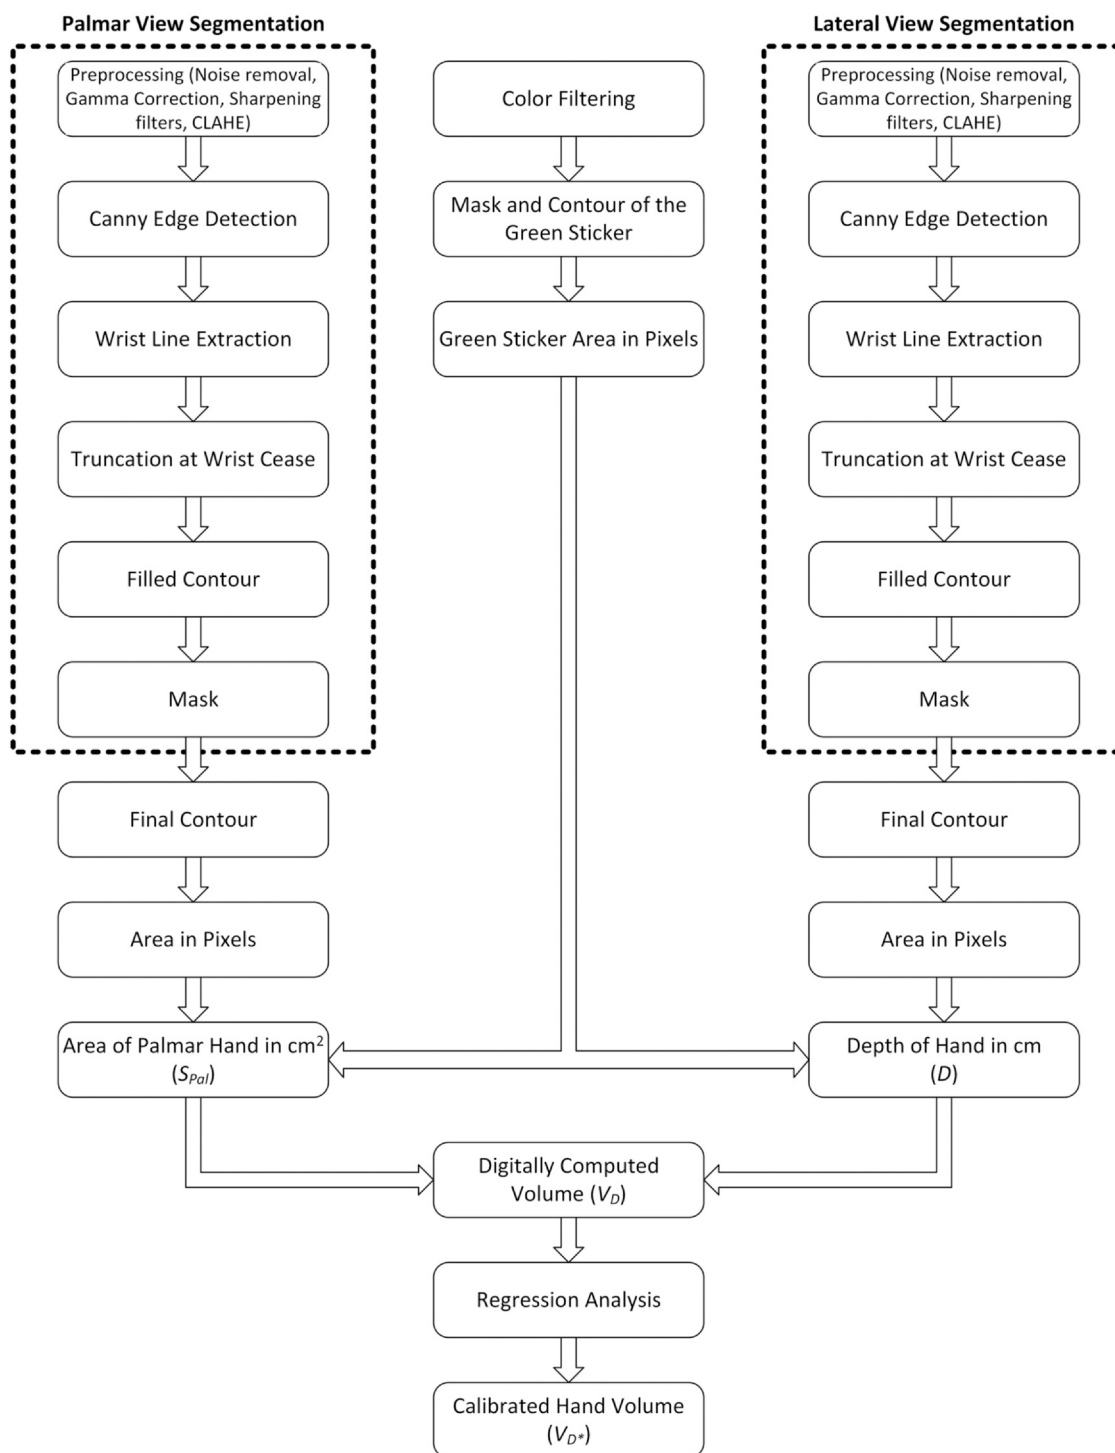 Palmar View Segmentation
Preprocessing (Noise removal,
Gamma Correction, Sharpening
filters, CLAHE)
Canny Edge Detection
Wrist Line Extraction
Truncation at Wrist Cease
Filled Contour
Mask
Final Contour
Area in Pixels
Area of Palmar Hand in cm²
(S_Pal)
Color Filtering
Mask and Contour of the
Green Sticker
Green Sticker Area in Pixels
Lateral View Segmentation
Preprocessing (Noise removal,
Gamma Correction, Sharpening
filters, CLAHE)
Canny Edge Detection
Wrist Line Extraction
Truncation at Wrist Cease
Filled Contour
Mask
Final Contour
Area in Pixels
Depth of Hand in cm
(D)
Digitally Computed
Volume (V_D)
Regression Analysis
Calibrated Hand Volume
(V_D*)